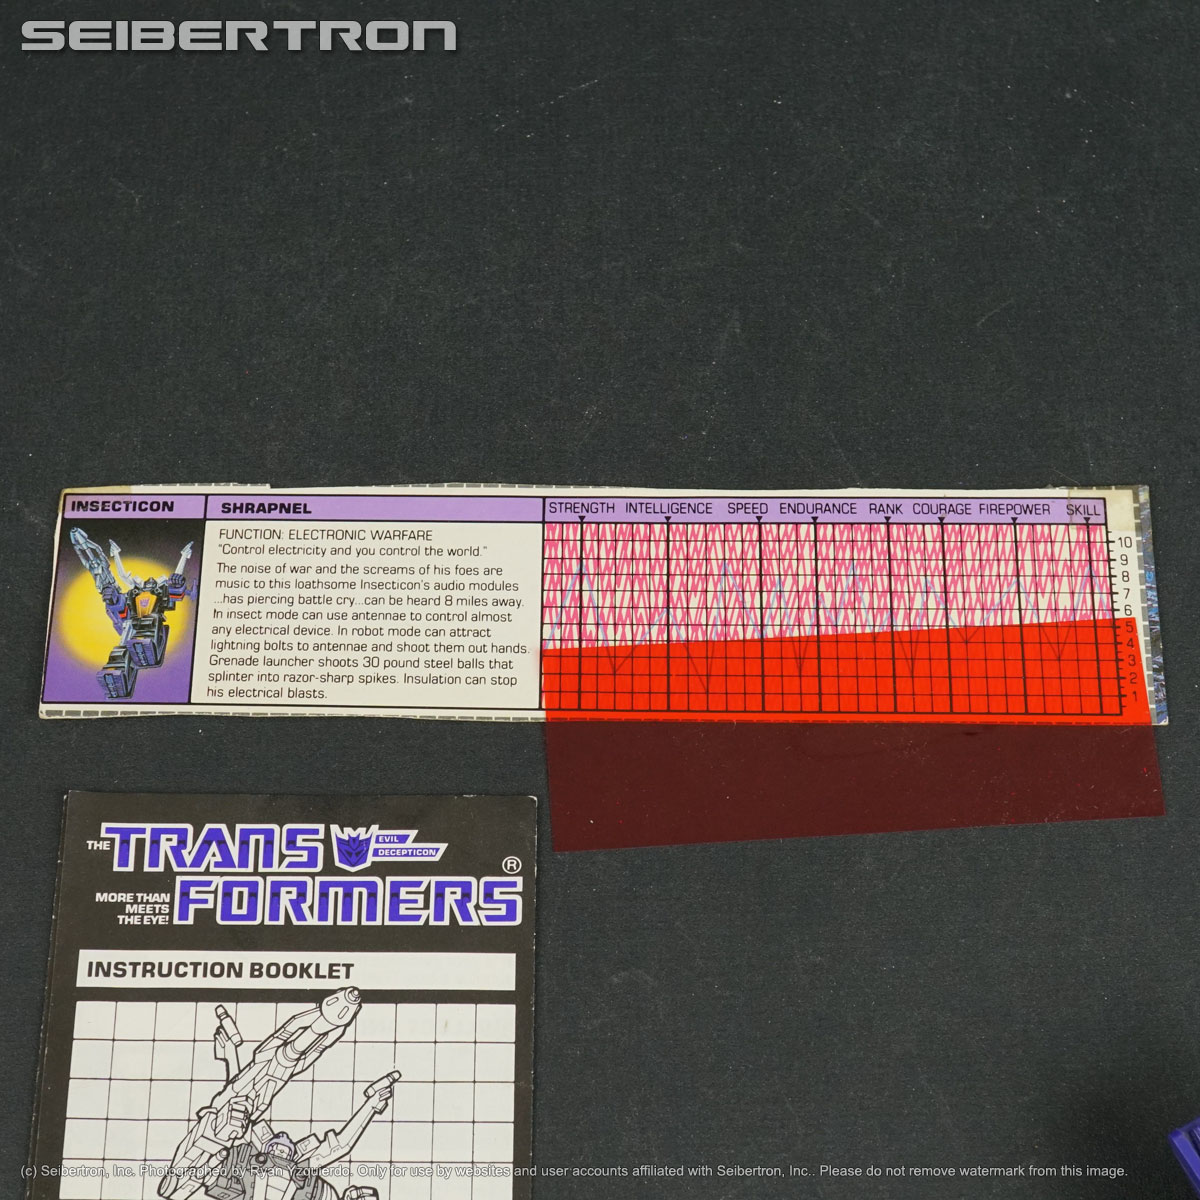 SEIBERTRON
INSECTICON
SHRAPNEL
FUNCTION: ELECTRONIC WARFARE
"Control electricity and you control the world."
The noise of war and the screams of his foes are
music to this loathsome Insecticon's audio modules
...has piercing battle cry...can be heard 8 miles away.
In insect mode can use antennae to control almost
any electrical device. In robot mode can attract
lightning bolts to antennae and shoot them out hands.
Grenade launcher shoots 30 pound steel balls that
splinter into razor-sharp spikes. Insulation can stop
his electrical blasts.
STRENGTH INTELLIGENCE SPEED ENDURANCE RANK COURAGE FIREPOWER SKILL
10
9
8
7
6
5
4
3
2
1
THE TRANSFORMERS
EVIL
DECEPTICON
®
MORE THAN
MEETS
THE EYE!
INSTRUCTION BOOKLET
(c) Seibertron, Inc. Photographed by Ryan Yzquierdo. Only for use by websites and user accounts affiliated with Seibertron, Inc.. Please do not remove watermark from this image.